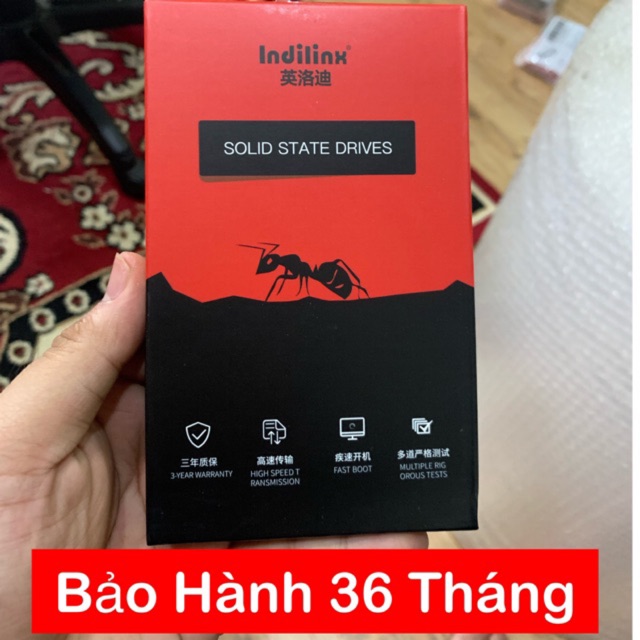 Indilinx®
英洛迪
SOLID STATE DRIVES
三年质保
3-YEAR WARRANTY
高速传输
HIGH SPEED T
RANSMISSION
疾速开机
FAST BOOT
多道严格测试
MULTIPLE RIG
OROUS TESTS
Bảo Hành 36 Tháng